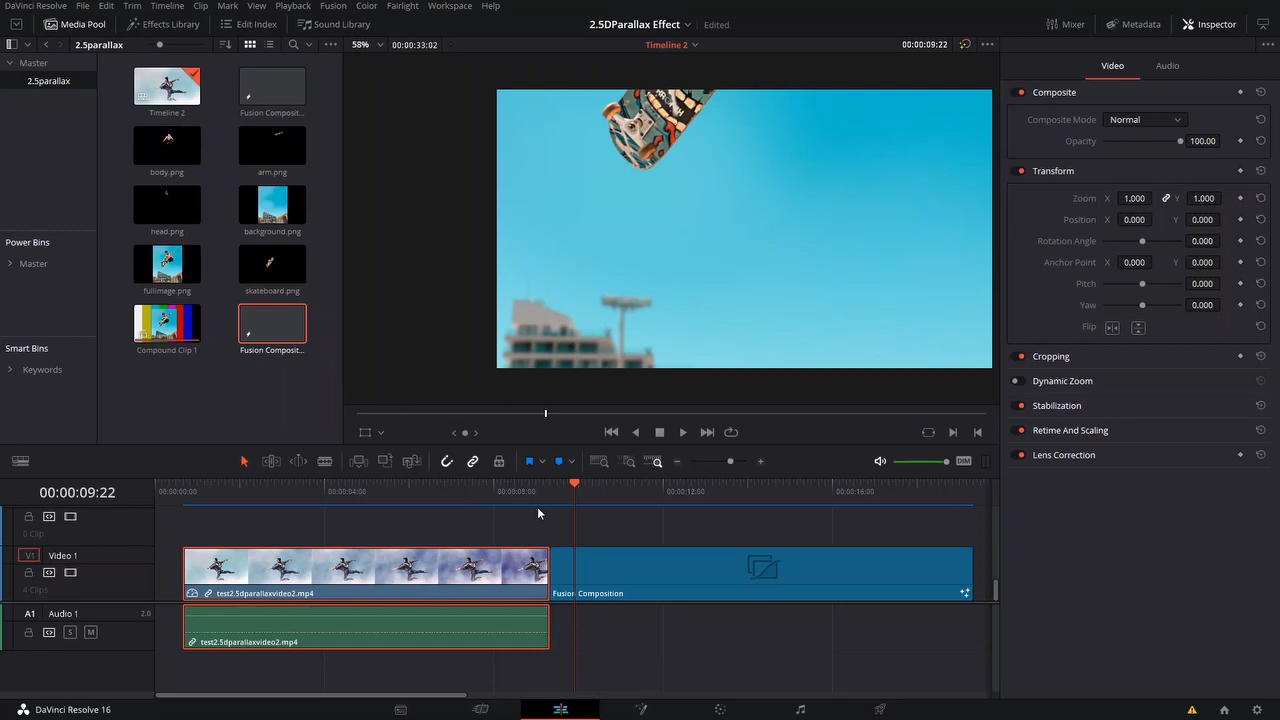 DaVinci Resolve File Edit Trim Timeline Clip Mark View Playback Fusion Color Fairlight Workspace Help
Media Pool Effects Library Edit Index Sound Library 2.5DParallax Effect Edited Mixer Metadata Inspector
2.5parallax 58% 00:00:33:02 Timeline 2 00:00:09:22
Master
2.5parallax
Power Bins
Master
Smart Bins
Keywords
Timeline 2 Fusion Composit...
body.png arm.png
head.png background.png
fullimage.png skateboard.png
Compound Clip 1 Fusion Composit...
Video Audio
Composite
Composite Mode Normal
Opacity 100.00
Transform
Zoom X 1.000 Y 1.000
Position X 0.000 Y 0.000
Rotation Angle 0.000
Anchor Point X 0.000 Y 0.000
Pitch 0.000
Yaw 0.000
Flip
Cropping
Dynamic Zoom
Stabilization
Retime And Scaling
Lens Correction
DIM
00:00:09:22 00:00:00:00 00:00:04:00 00:00:08:00 00:00:12:00 00:00:16:00
0 Clip
V1 Video 1
4 Clips
test2.5dparallaxvideo2.mp4 Fusion Composition
A1 Audio 1 2.0
S M
test2.5dparallaxvideo2.mp4
DaVinci Resolve 16